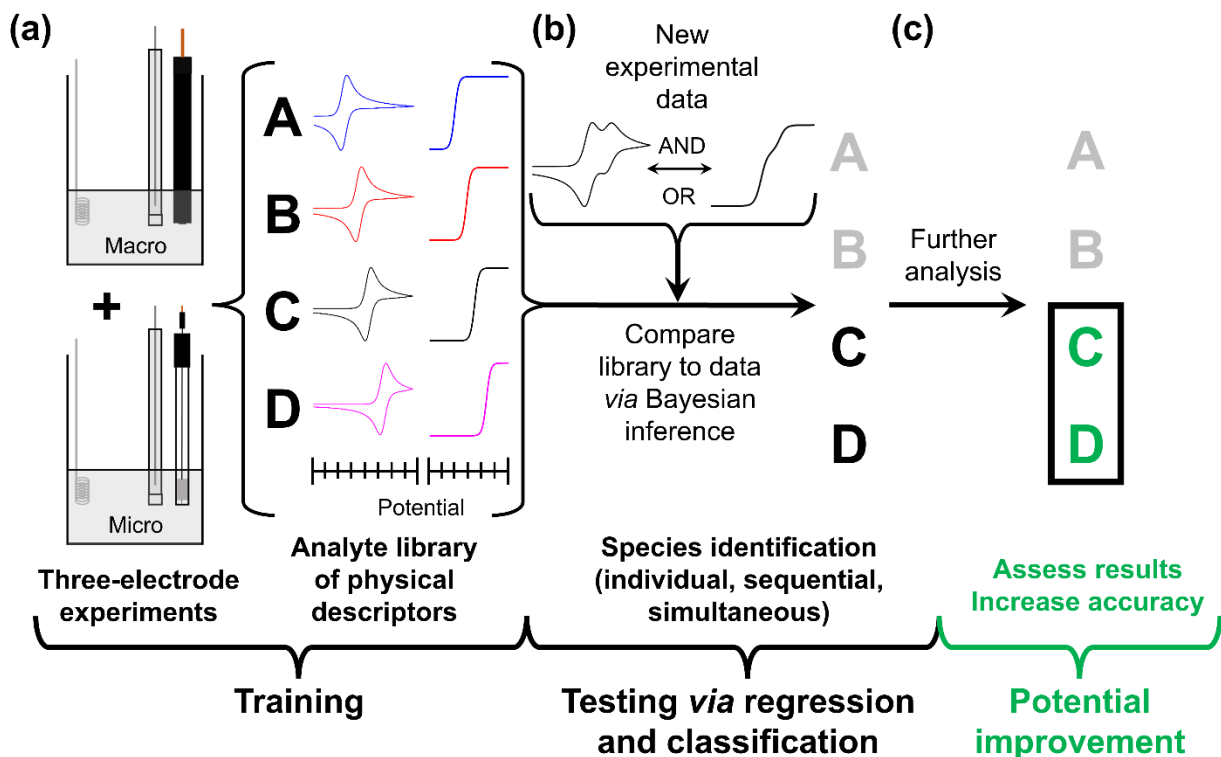 (a)
Macro
+
Micro
Three-electrode
experiments
A
B
C
D
Potential
Analyte library
of physical
descriptors
Training
(b)
New
experimental
data
AND
OR
Compare
library to data
via Bayesian
inference
A
B
C
D
Species identification
(individual, sequential,
simultaneous)
Testing via regression
and classification
(c)
Further
analysis
A
B
C
D
Assess results
Increase accuracy
Potential
improvement